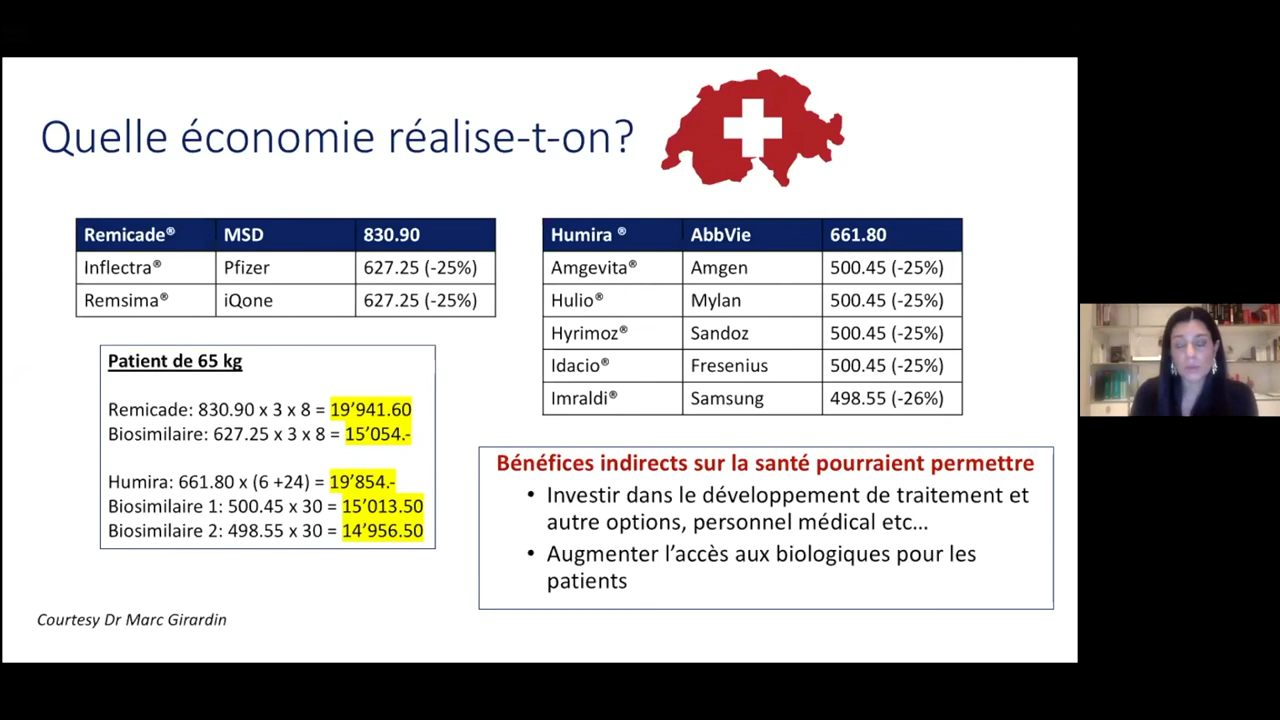 Quelle économie réalise-t-on?
Remicade® MSD 830.90
Inflectra® Pfizer 627.25 (-25%)
Remsima® iQone 627.25 (-25%)
Humira ® AbbVie 661.80
Amgevita® Amgen 500.45 (-25%)
Hulio® Mylan 500.45 (-25%)
Hyrimoz® Sandoz 500.45 (-25%)
Idacio® Fresenius 500.45 (-25%)
Imraldi® Samsung 498.55 (-26%)
Patient de 65 kg
Remicade: 830.90 x 3 x 8 = 19’941.60
Biosimilaire: 627.25 x 3 x 8 = 15’054.-
Humira: 661.80 x (6 +24) = 19’854.-
Biosimilaire 1: 500.45 x 30 = 15’013.50
Biosimilaire 2: 498.55 x 30 = 14’956.50
Bénéfices indirects sur la santé pourraient permettre
• Investir dans le développement de traitement et
autre options, personnel médical etc…
• Augmenter l’accès aux biologiques pour les
patients
Courtesy Dr Marc Girardin